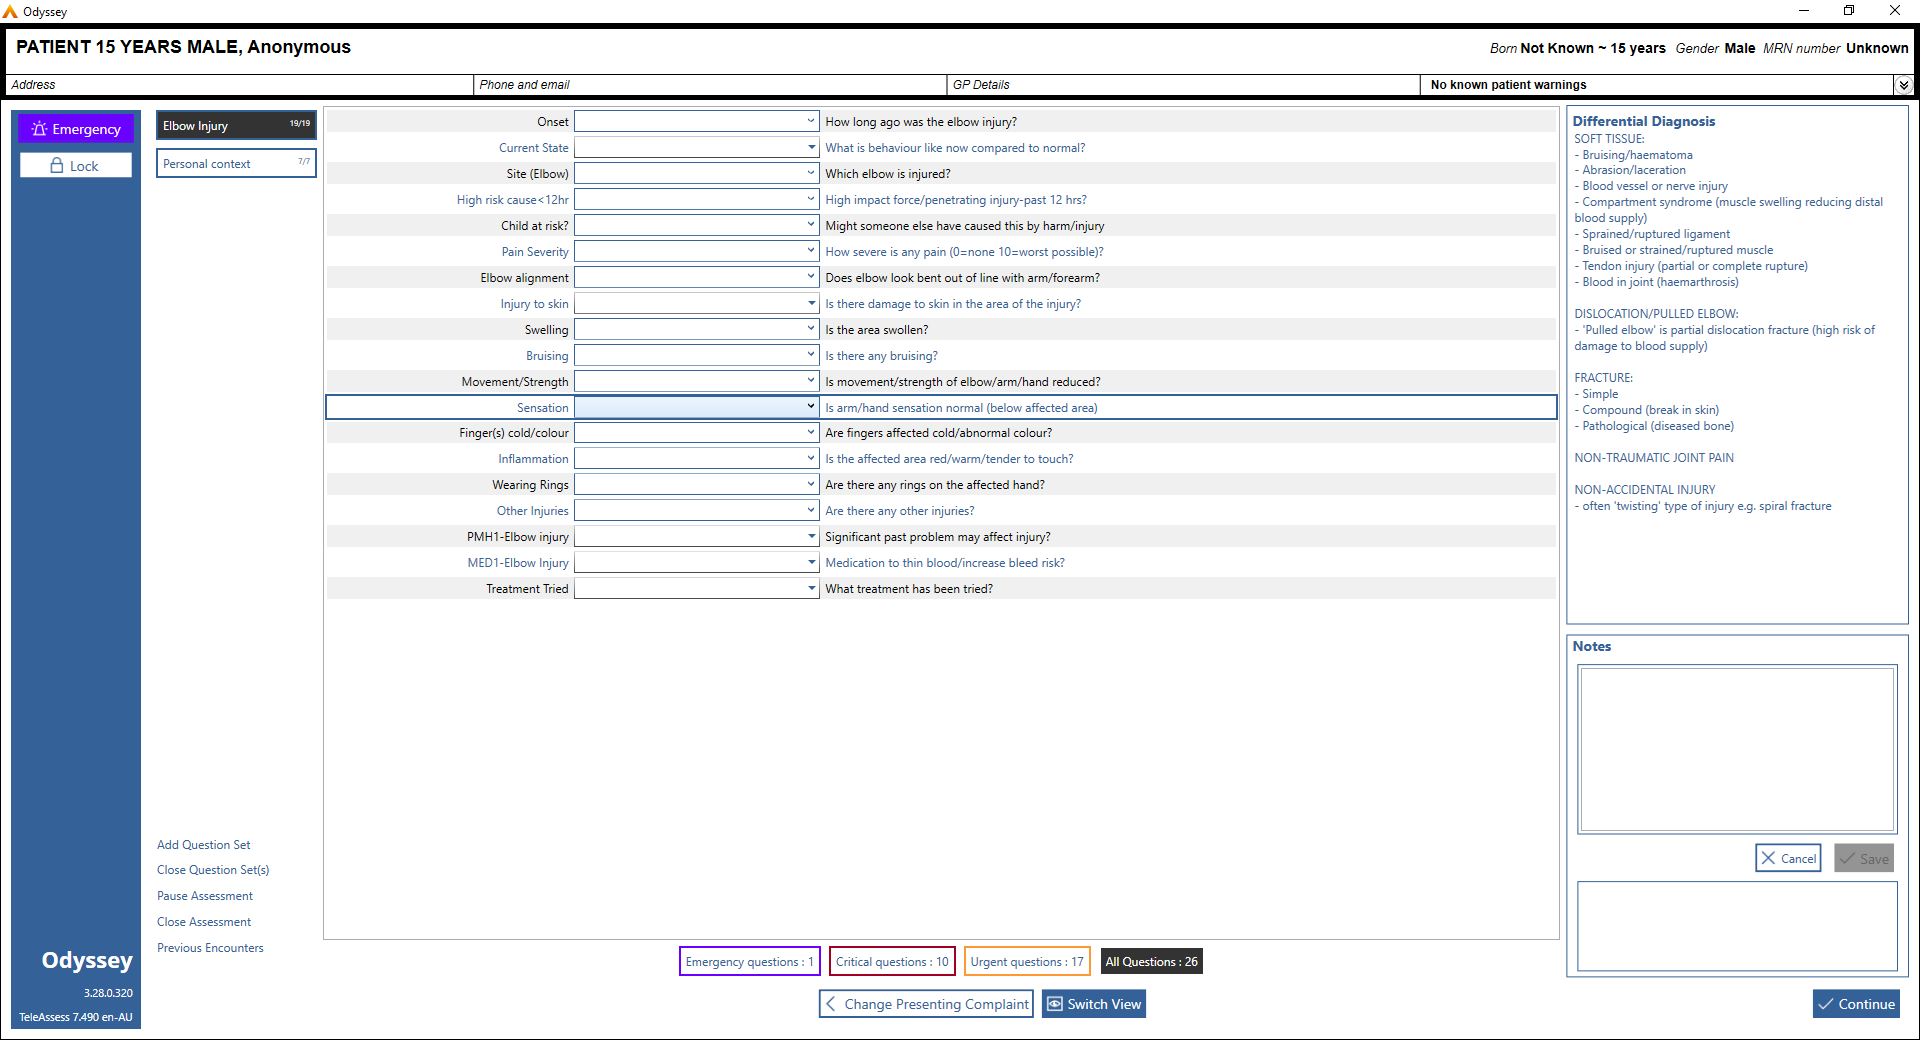 Odyssey
PATIENT 15 YEARS MALE, Anonymous
Born Not Known ~ 15 years Gender Male MRN number Unknown
Address
Phone and email
GP Details
No known patient warnings
Emergency
Lock
Elbow Injury 19/19
Personal context 7/7
Onset How long ago was the elbow injury?
Current State What is behaviour like now compared to normal?
Site (Elbow) Which elbow is injured?
High risk cause<12hr High impact force/penetrating injury-past 12 hrs?
Child at risk? Might someone else have caused this by harm/injury
Pain Severity How severe is any pain (0=none 10=worst possible)?
Elbow alignment Does elbow look bent out of line with arm/forearm?
Injury to skin Is there damage to skin in the area of the injury?
Swelling Is the area swollen?
Bruising Is there any bruising?
Movement/Strength Is movement/strength of elbow/arm/hand reduced?
Sensation Is arm/hand sensation normal (below affected area)
Finger(s) cold/colour Are fingers affected cold/abnormal colour?
Inflammation Is the affected area red/warm/tender to touch?
Wearing Rings Are there any rings on the affected hand?
Other Injuries Are there any other injuries?
PMH1-Elbow injury Significant past problem may affect injury?
MED1-Elbow Injury Medication to thin blood/increase bleed risk?
Treatment Tried What treatment has been tried?
Differential Diagnosis
SOFT TISSUE:
- Bruising/haematoma
- Abrasion/laceration
- Blood vessel or nerve injury
- Compartment syndrome (muscle swelling reducing distal
blood supply)
- Sprained/ruptured ligament
- Bruised or strained/ruptured muscle
- Tendon injury (partial or complete rupture)
- Blood in joint (haemarthrosis)
DISLOCATION/PULLED ELBOW:
- 'Pulled elbow' is partial dislocation fracture (high risk of
damage to blood supply)
FRACTURE:
- Simple
- Compound (break in skin)
- Pathological (diseased bone)
NON-TRAUMATIC JOINT PAIN
NON-ACCIDENTAL INJURY
- often 'twisting' type of injury e.g. spiral fracture
Notes
Cancel
Save
Add Question Set
Close Question Set(s)
Pause Assessment
Close Assessment
Previous Encounters
Odyssey
3.28.0.320
TeleAssess 7.490 en-AU
Emergency questions : 1
Critical questions : 10
Urgent questions : 17
All Questions : 26
Change Presenting Complaint
Switch View
Continue